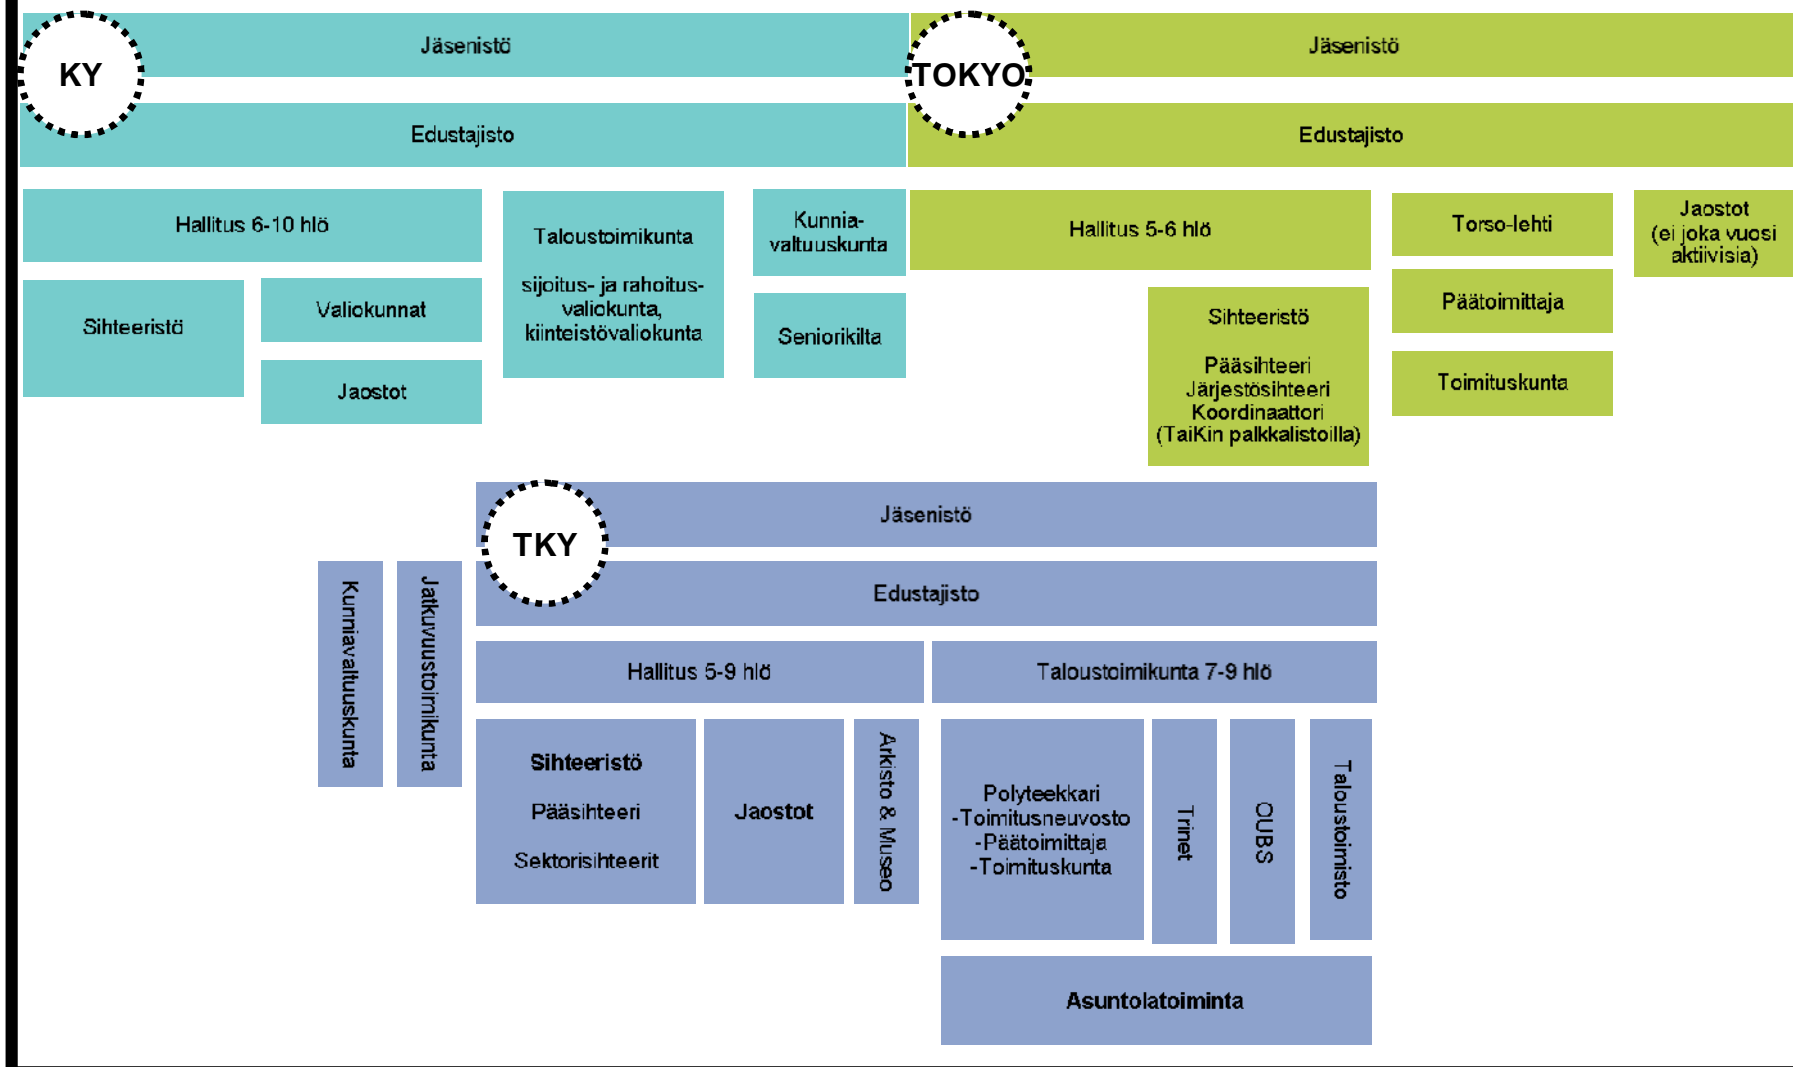 KY
Jäsenistö
Edustajisto
Hallitus 6-10 hlö
Sihteeristö
Valiokunnat
Jaostot
Taloustoimikunta
sijoitus- ja rahoitus-
valiokunta,
kiinteistövaliokunta
Kunnia-
valtuuskunta
Seniorikilta
TOKYO
Jäsenistö
Edustajisto
Hallitus 5-6 hlö
Sihteeristö
Pääsihteeri
Järjestösihteeri
Koordinaattori
(TaiKin palkkalistoilla)
Torso-lehti
Päätoimittaja
Toimituskunta
Jaostot
(ei joka vuosi
aktiivisia)
TKY
Jäsenistö
Edustajisto
Kunniavaltuuskunta
Jatkuvuustoimikunta
Hallitus 5-9 hlö
Taloustoimikunta 7-9 hlö
Sihteeristö
Pääsihteeri
Sektorisihteerit
Jaostot
Arkisto & Museo
Polyteekkari
-Toimitusneuvosto
-Päätoimittaja
-Toimituskunta
Trinet
OUBS
Taloustoimisto
Asuntolatoiminta